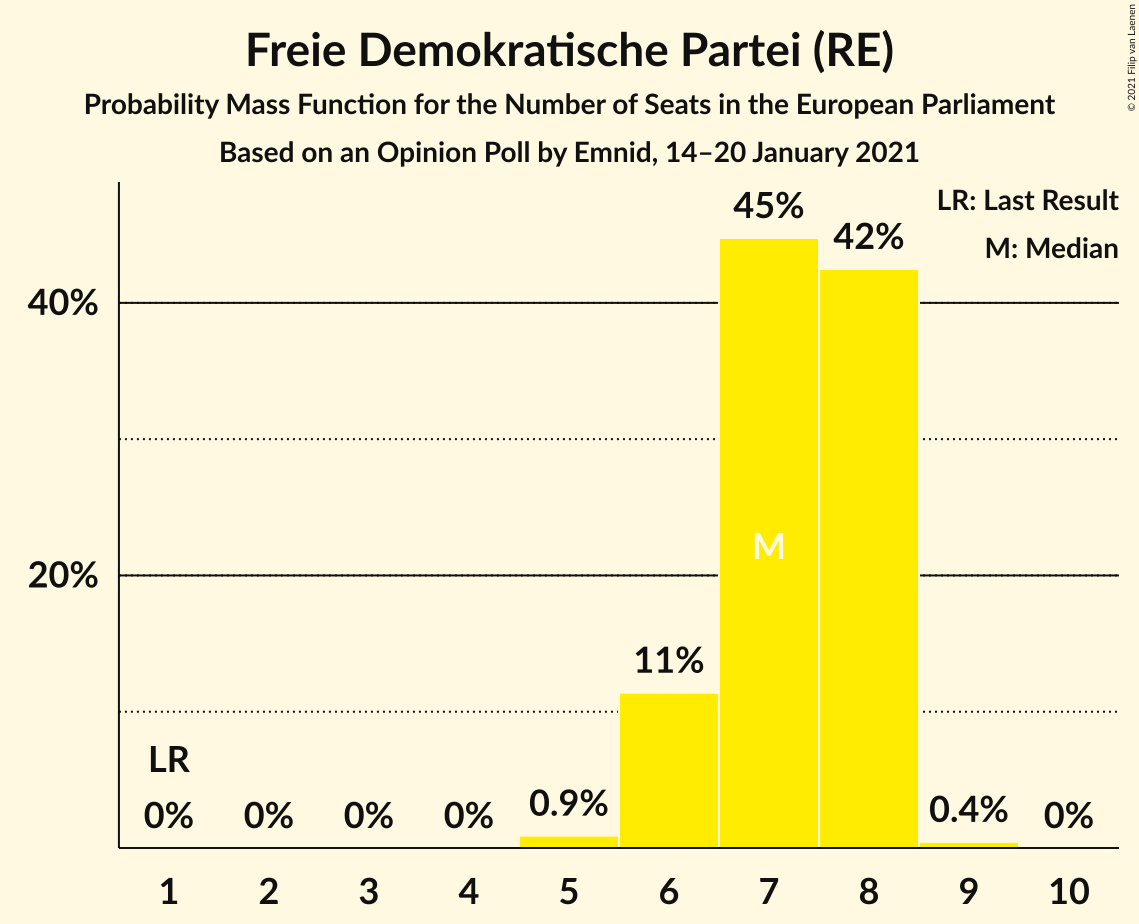 Freie Demokratische Partei (RE)
Probability Mass Function for the Number of Seats in the European Parliament
Based on an Opinion Poll by Emnid, 14–20 January 2021
© 2021 Filip van Laenen
LR: Last Result
M: Median
45%
42%
40%
M
20%
11%
LR
0%
0%
0%
0%
0.9%
0.4%
0%
1 2 3 4 5 6 7 8 9 10